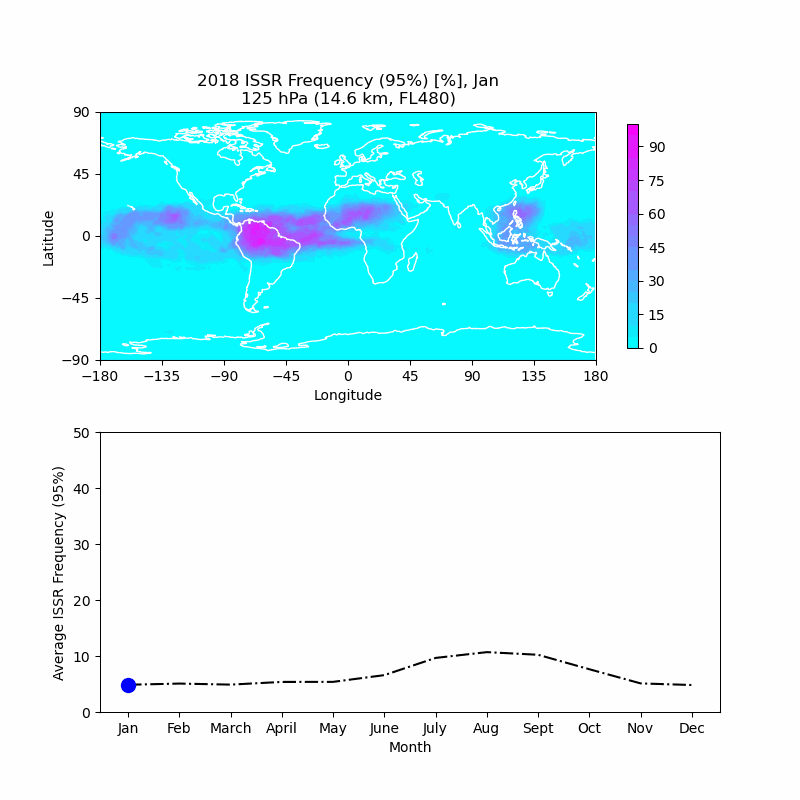 2018 ISSR Frequency (95%) [%], Jan
125 hPa (14.6 km, FL480)
90
45
0
−45
−90
Latitude
−180 −135 −90 −45 0 45 90 135 180
Longitude
90
75
60
45
30
15
0
50
40
30
20
10
0
Average ISSR Frequency (95%)
Jan Feb March April May June July Aug Sept Oct Nov Dec
Month